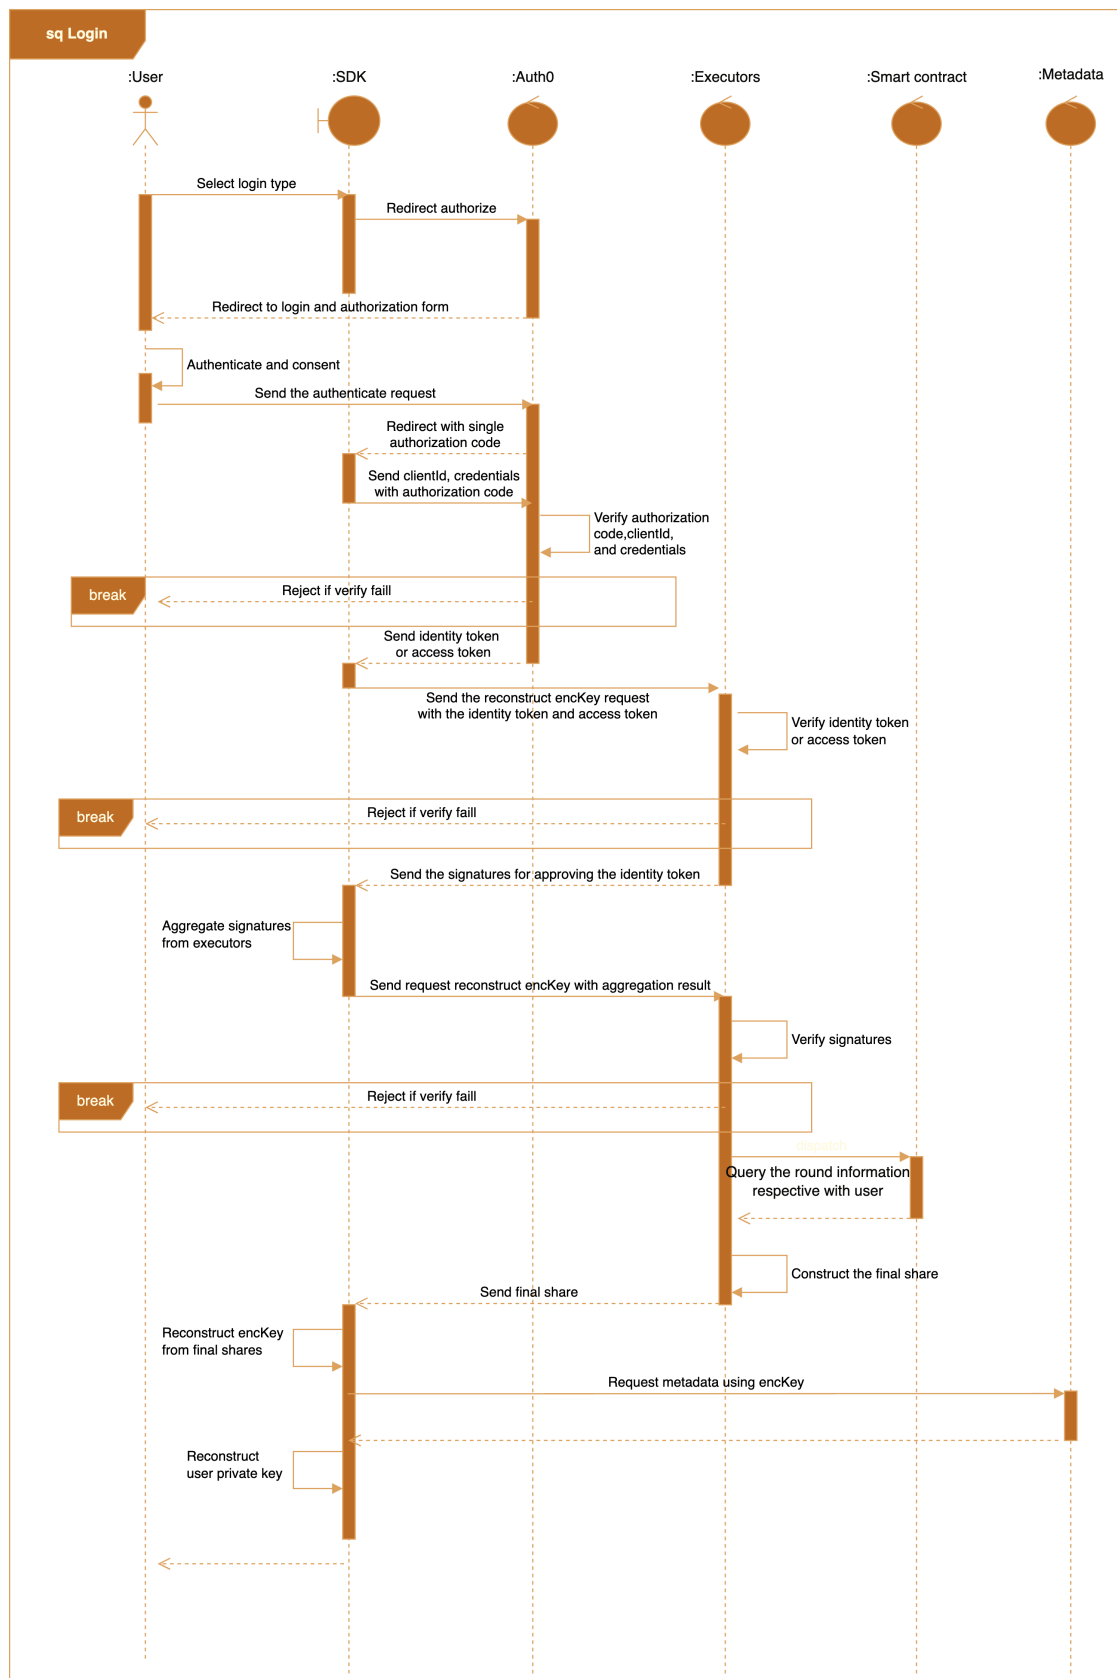 sq Login
:User
:SDK
:Auth0
:Executors
:Smart contract
:Metadata
Select login type
Redirect authorize
Redirect to login and authorization form
Authenticate and consent
Send the authenticate request
Redirect with single
authorization code
Send clientId, credentials
with authorization code
Verify authorization
code,clientId,
and credentials
break
Reject if verify faill
Send identity token
or access token
Send the reconstruct encKey request
with the identity token and access token
Verify identity token
or access token
break
Reject if verify faill
Send the signatures for approving the identity token
Aggregate signatures
from executors
Send request reconstruct encKey with aggregation result
Verify signatures
break
Reject if verify faill
dispatch
Query the round information
respective with user
Construct the final share
Send final share
Reconstruct encKey
from final shares
Request metadata using encKey
Reconstruct
user private key